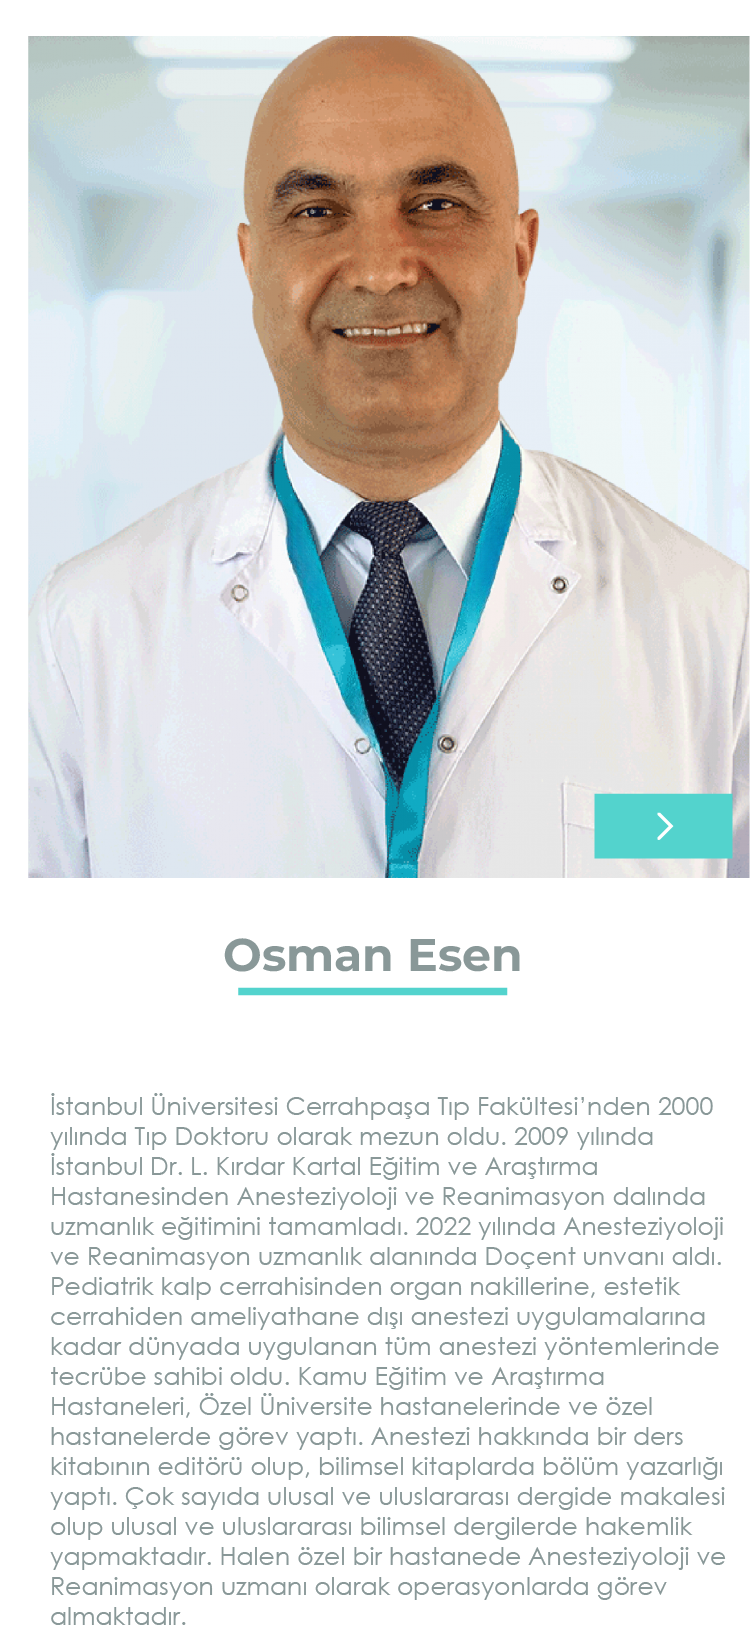 Osman Esen
İstanbul Üniversitesi Cerrahpaşa Tıp Fakültesi’nden 2000
yılında Tıp Doktoru olarak mezun oldu. 2009 yılında
İstanbul Dr. L. Kırdar Kartal Eğitim ve Araştırma
Hastanesinden Anesteziyoloji ve Reanimasyon dalında
uzmanlık eğitimini tamamladı. 2022 yılında Anesteziyoloji
ve Reanimasyon uzmanlık alanında Doçent unvanı aldı.
Pediatrik kalp cerrahisinden organ nakillerine, estetik
cerrahiden ameliyathane dışı anestezi uygulamalarına
kadar dünyada uygulanan tüm anestezi yöntemlerinde
tecrübe sahibi oldu. Kamu Eğitim ve Araştırma
Hastaneleri, Özel Üniversite hastanelerinde ve özel
hastanelerde görev yaptı. Anestezi hakkında bir ders
kitabının editörü olup, bilimsel kitaplarda bölüm yazarlığı
yaptı. Çok sayıda ulusal ve uluslararası dergide makalesi
olup ulusal ve uluslararası bilimsel dergilerde hakemlik
yapmaktadır. Halen özel bir hastanede Anesteziyoloji ve
Reanimasyon uzmanı olarak operasyonlarda görev
almaktadır.